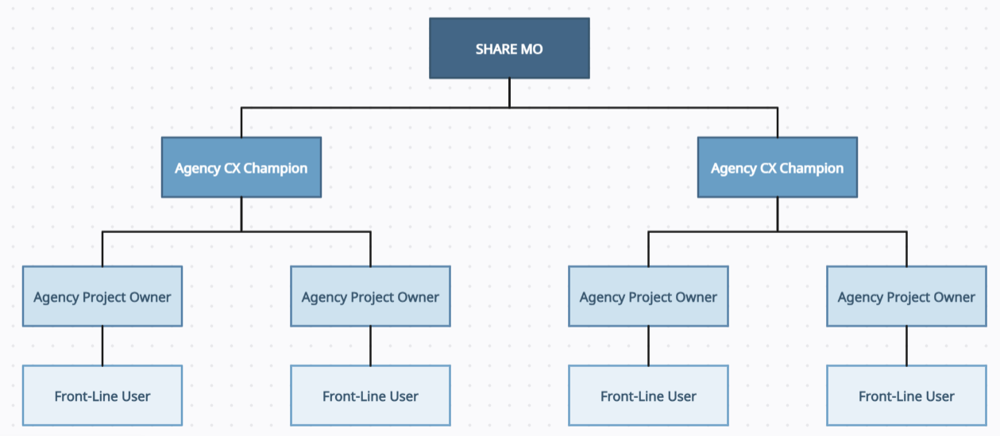 SHARE MO
Agency CX Champion
Agency CX Champion
Agency Project Owner
Agency Project Owner
Agency Project Owner
Agency Project Owner
Front-Line User
Front-Line User
Front-Line User
Front-Line User